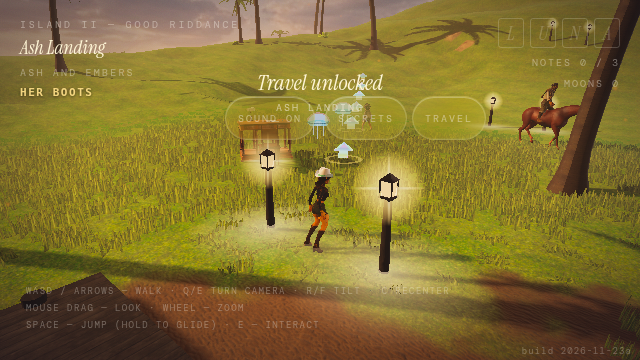 ISLAND II — GOOD RIDDANCE
Ash Landing
ASH AND EMBERS
HER BOOTS
L U N A
NOTES 0 / 3
MOONS 0
Travel unlocked
ASH LANDING
SOUND ON
SECRETS
TRAVEL
WASD / ARROWS — WALK · Q/E TURN CAMERA · R/F TILT
MOUSE DRAG — LOOK · WHEEL — ZOOM
SPACE — JUMP (HOLD TO GLIDE) · E — INTERACT
build 2026-11-23